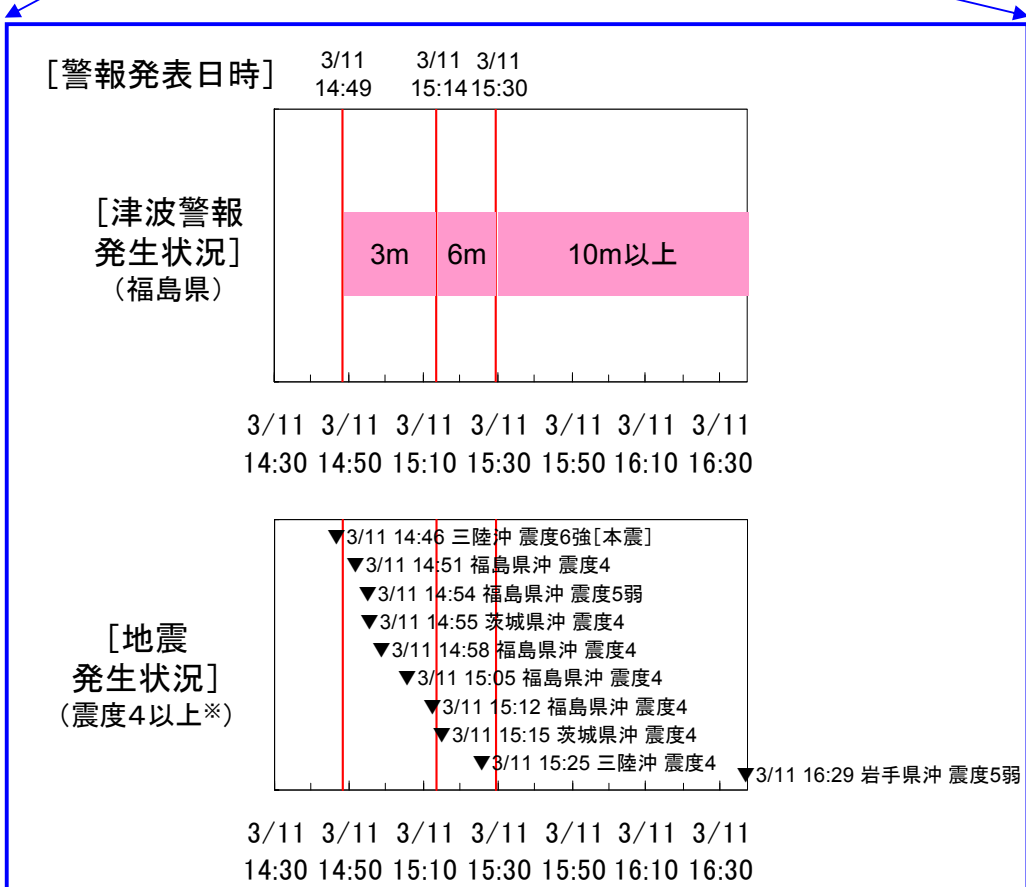 [警報発表日時]
3/11 3/11 3/11
14:49 15:14 15:30
[津波警報
発生状況]
（福島県）
3m 6m 10m以上
3/11 3/11 3/11 3/11 3/11 3/11 3/11
14:30 14:50 15:10 15:30 15:50 16:10 16:30
[地震
発生状況]
（震度4以上※）
▼3/11 14:46 三陸沖 震度6強[本震]
▼3/11 14:51 福島県沖 震度4
▼3/11 14:54 福島県沖 震度5弱
▼3/11 14:55 茨城県沖 震度4
▼3/11 14:58 福島県沖 震度4
▼3/11 15:05 福島県沖 震度4
▼3/11 15:12 福島県沖 震度4
▼3/11 15:15 茨城県沖 震度4
▼3/11 15:25 三陸沖 震度4
▼3/11 16:29 岩手県沖 震度5弱
3/11 3/11 3/11 3/11 3/11 3/11 3/11
14:30 14:50 15:10 15:30 15:50 16:10 16:30